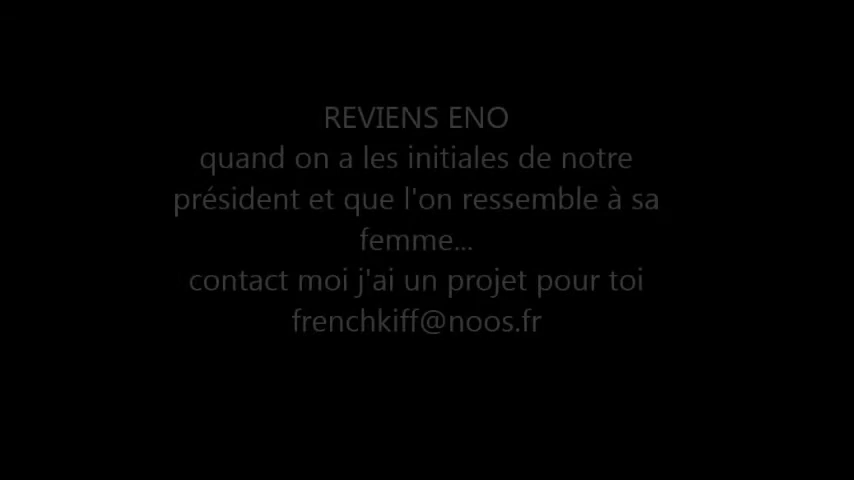 REVIENS ENO
quand on a les initiales de notre
président et que l'on ressemble à sa
femme...
contact moi j'ai un projet pour toi
frenchkiff@noos.fr